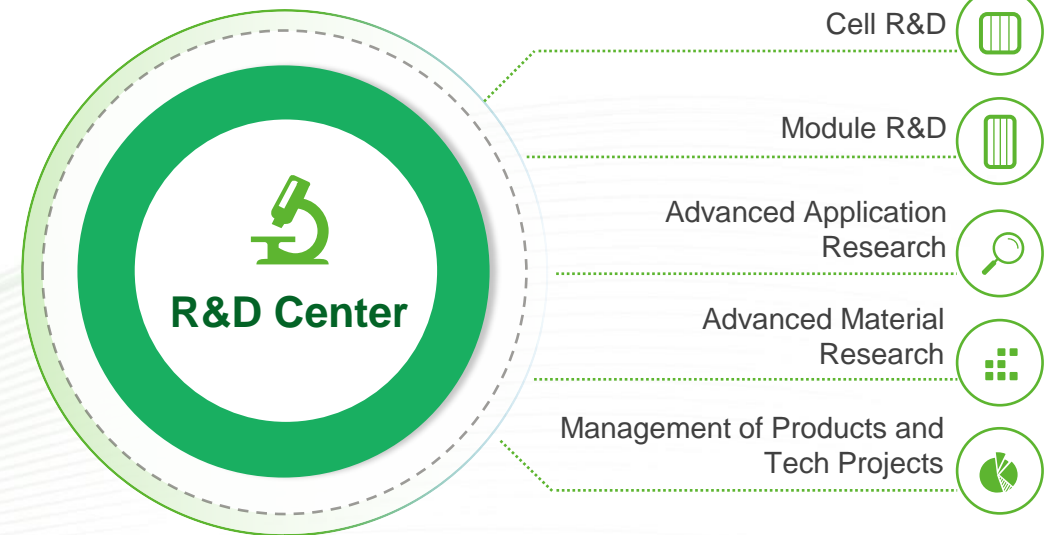 R&D Center
Cell R&D
Module R&D
Advanced Application
Research
Advanced Material
Research
Management of Products and
Tech Projects